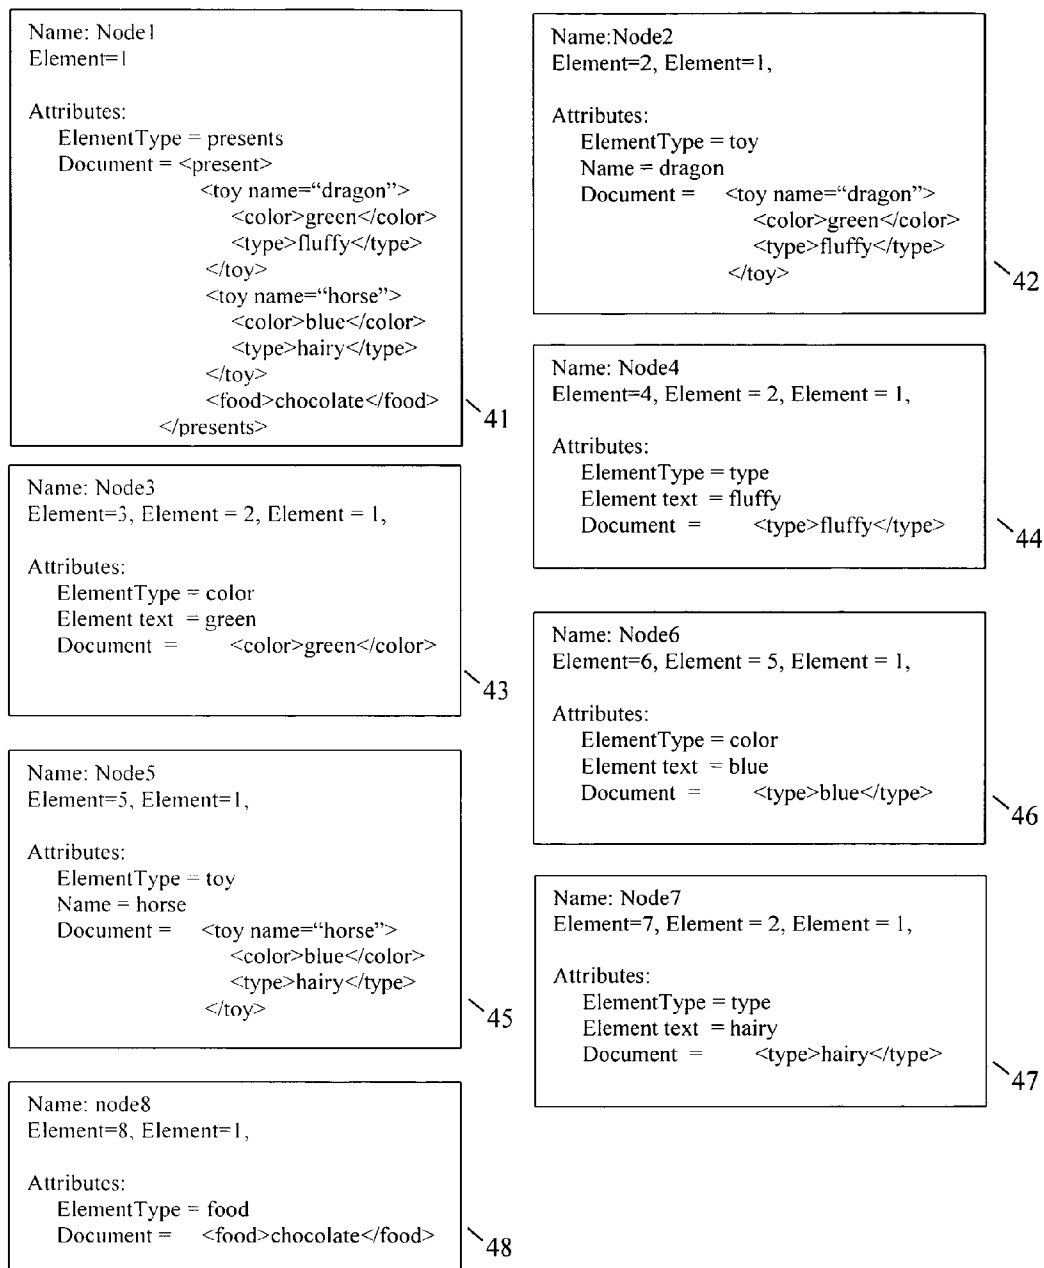 Name: Node1
Element=1
Attributes:
ElementType = presents
Document = <present>
<toy name="dragon">
<color>green</color>
<type>fluffy</type>
</toy>
<toy name="horse">
<color>blue</color>
<type>hairy</type>
</toy>
<food>chocolate</food>
</presents>
41
Name:Node2
Element=2, Element=1,
Attributes:
ElementType = toy
Name = dragon
Document = <toy name="dragon">
<color>green</color>
<type>fluffy</type>
</toy>
42
Name: Node3
Element=3, Element = 2, Element = 1,
Attributes:
ElementType = color
Element text = green
Document = <color>green</color>
43
Name: Node4
Element=4, Element = 2, Element = 1,
Attributes:
ElementType = type
Element text = fluffy
Document = <type>fluffy</type>
44
Name: Node5
Element=5, Element=1,
Attributes:
ElementType = toy
Name = horse
Document = <toy name="horse">
<color>blue</color>
<type>hairy</type>
</toy>
45
Name: Node6
Element=6, Element = 5, Element = 1,
Attributes:
ElementType = color
Element text = blue
Document = <type>blue</type>
46
Name: Node7
Element=7, Element = 2, Element = 1,
Attributes:
ElementType = type
Element text = hairy
Document = <type>hairy</type>
47
Name: node8
Element=8, Element=1,
Attributes:
ElementType = food
Document = <food>chocolate</food>
48